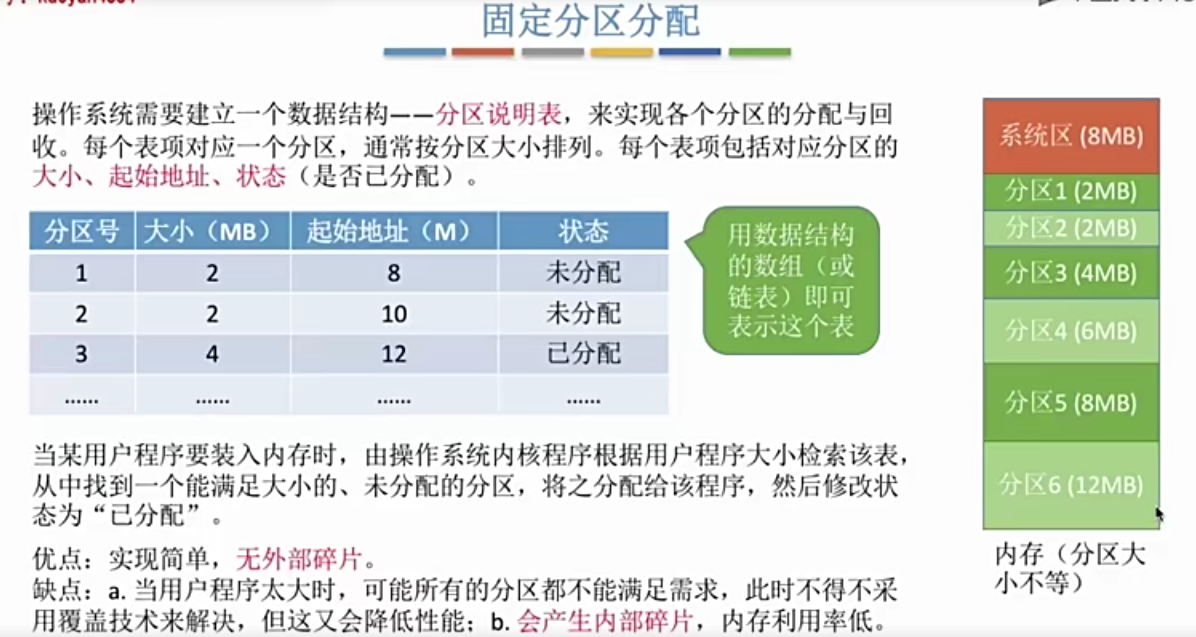 固定分区分配
操作系统需要建立一个数据结构——分区说明表，来实现各个分区的分配与回
收。每个表项对应一个分区，通常按分区大小排列。每个表项包括对应分区的
大小、起始地址、状态（是否已分配）。
分区号 大小（MB） 起始地址（M） 状态
1 2 8 未分配
2 2 10 未分配
3 4 12 已分配
...... ...... ...... ......
用数据结构
的数组（或
链表）即可
表示这个表
系统区 (8MB)
分区1 (2MB)
分区2 (2MB)
分区3 (4MB)
分区4 (6MB)
分区5 (8MB)
分区6 (12MB)
内存（分区大
小不等）
当某用户程序要装入内存时，由操作系统内核程序根据用户程序大小检索该表，
从中找到一个能满足大小的、未分配的分区，将之分配给该程序，然后修改状
态为“已分配”。
优点：实现简单，无外部碎片。
缺点：a. 当用户程序太大时，可能所有的分区都不能满足需求，此时不得不采
用覆盖技术来解决，但这又会降低性能；b. 会产生内部碎片，内存利用率低。